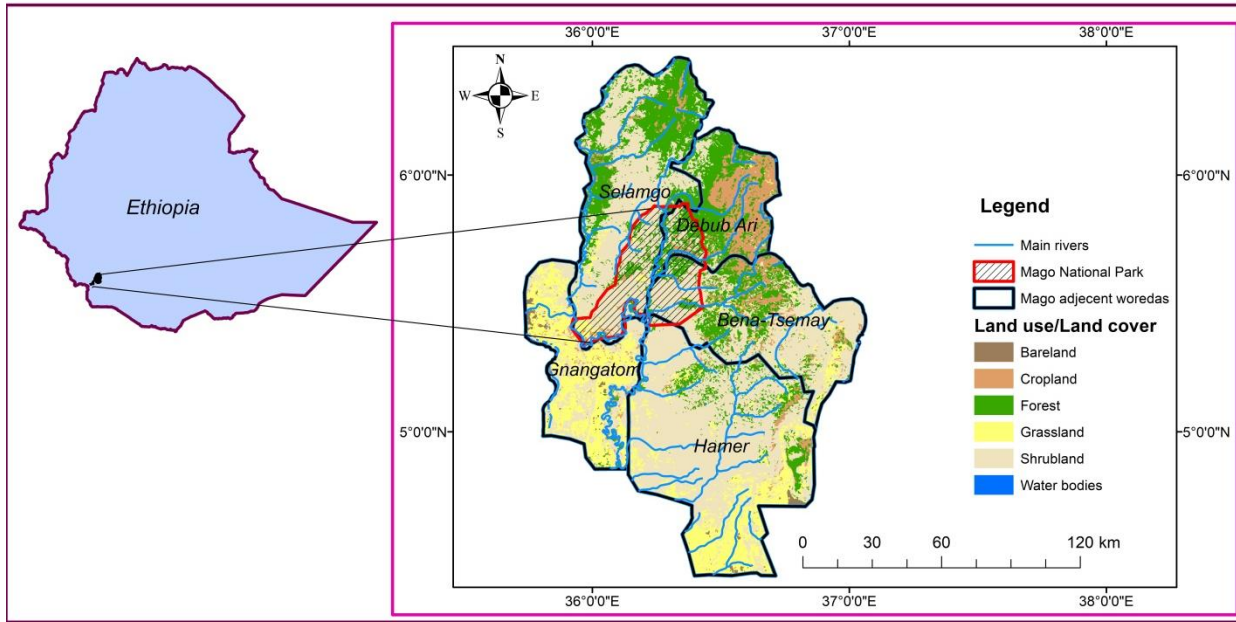 Ethiopia
36°0'0"E 37°0'0"E 38°0'0"E
N
W E
S
6°0'0"N 6°0'0"N
Selamgo
Debub Ari
Bena-Tsemay
Gnangatom
5°0'0"N 5°0'0"N
Hamer
Legend
Main rivers
Mago National Park
Mago adjecent woredas
Land use/Land cover
Bareland
Cropland
Forest
Grassland
Shrubland
Water bodies
0 30 60 120 km
36°0'0"E 37°0'0"E 38°0'0"E